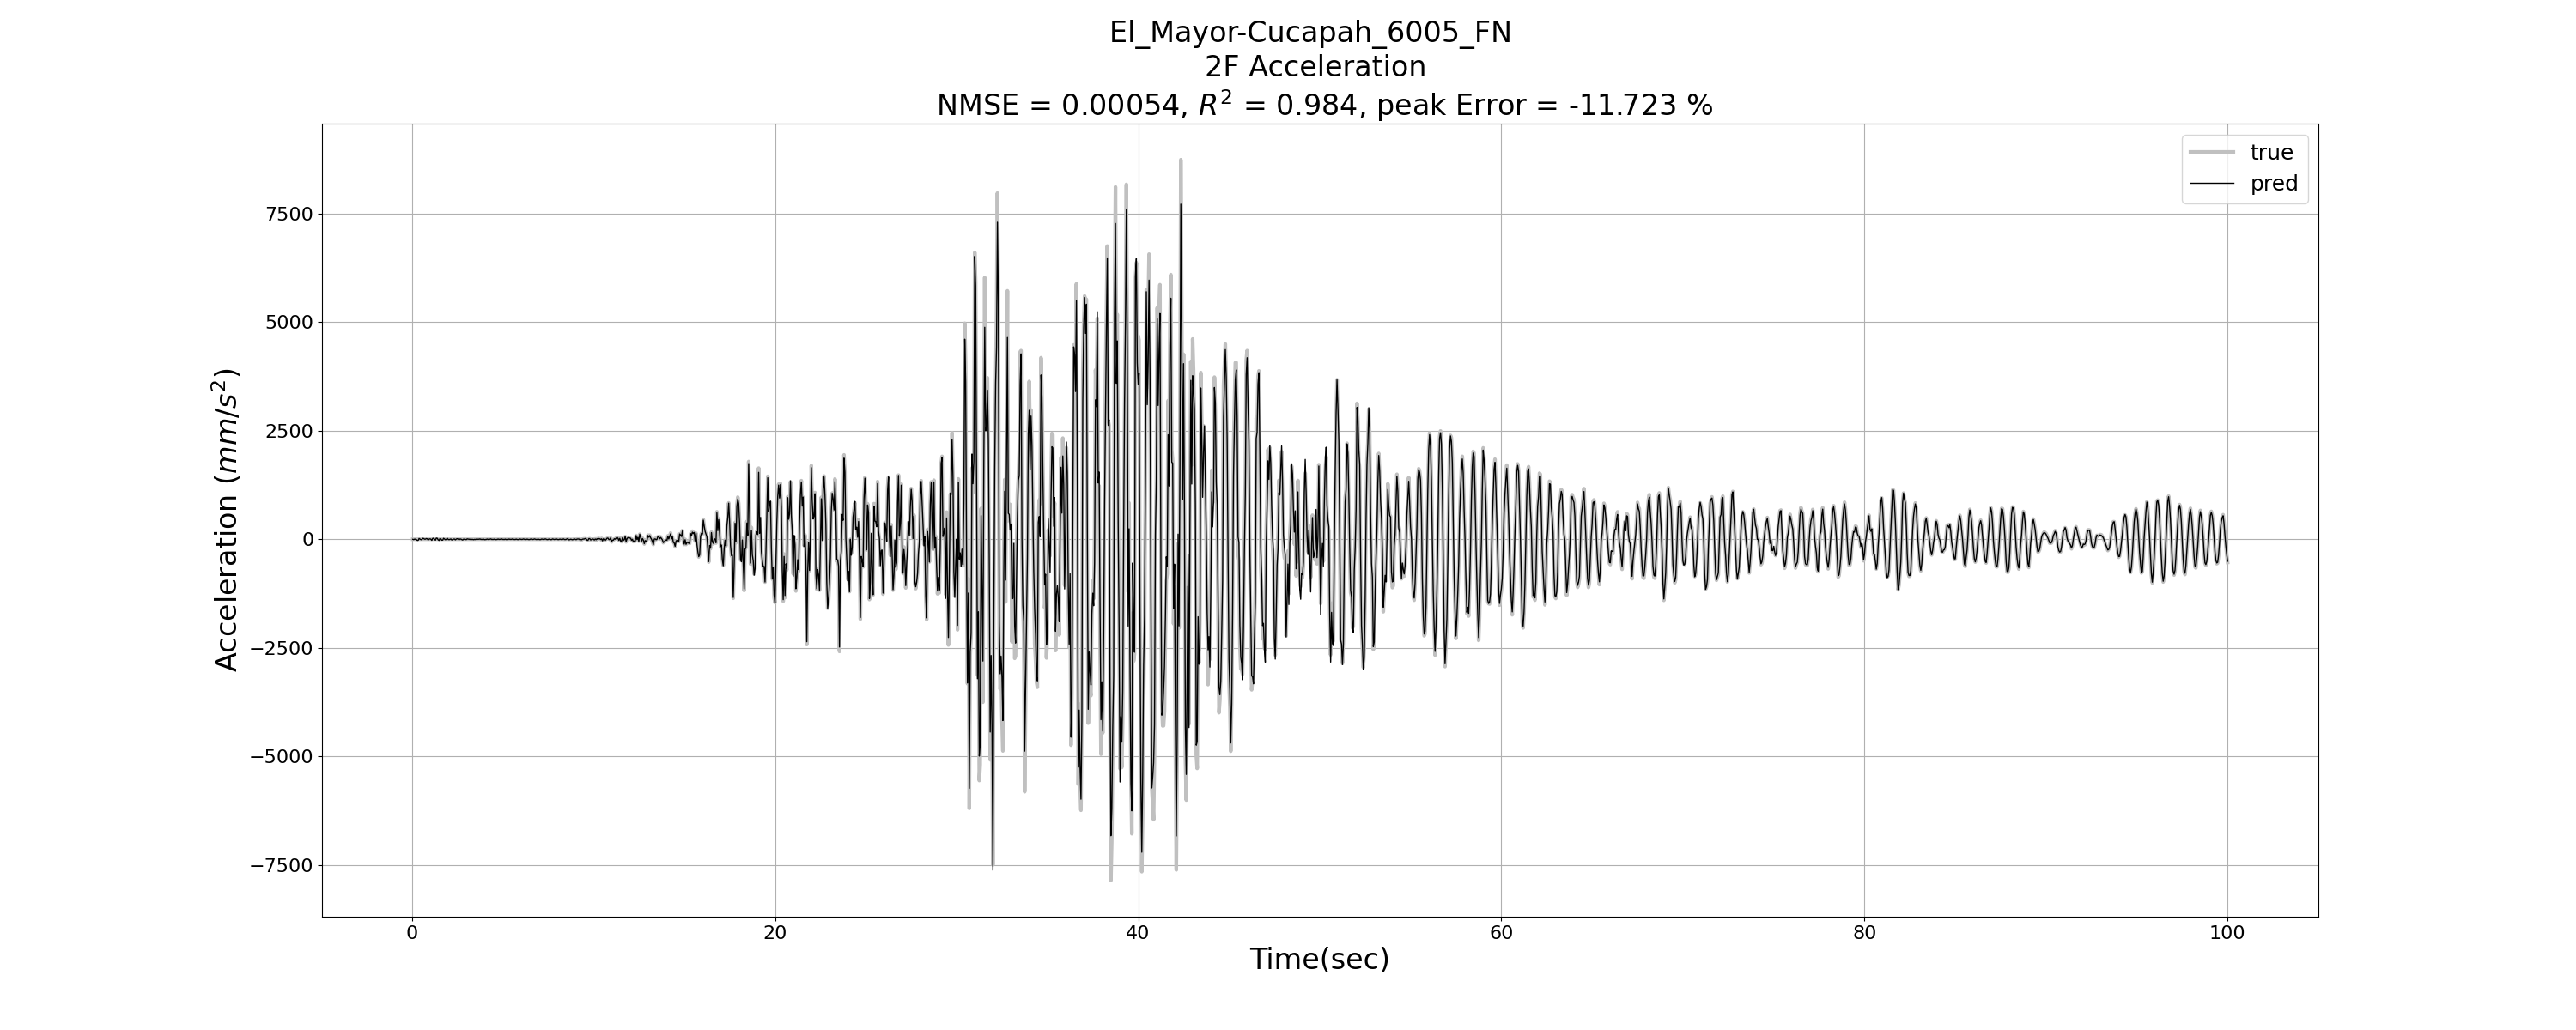 El_Mayor-Cucapah_6005_FN
2F Acceleration
NMSE = 0.00054, R² = 0.984, peak Error = -11.723 %
true
pred
7500
5000
2500
0
−2500
−5000
−7500
Acceleration (mm/s²)
0 20 40 60 80 100
Time(sec)